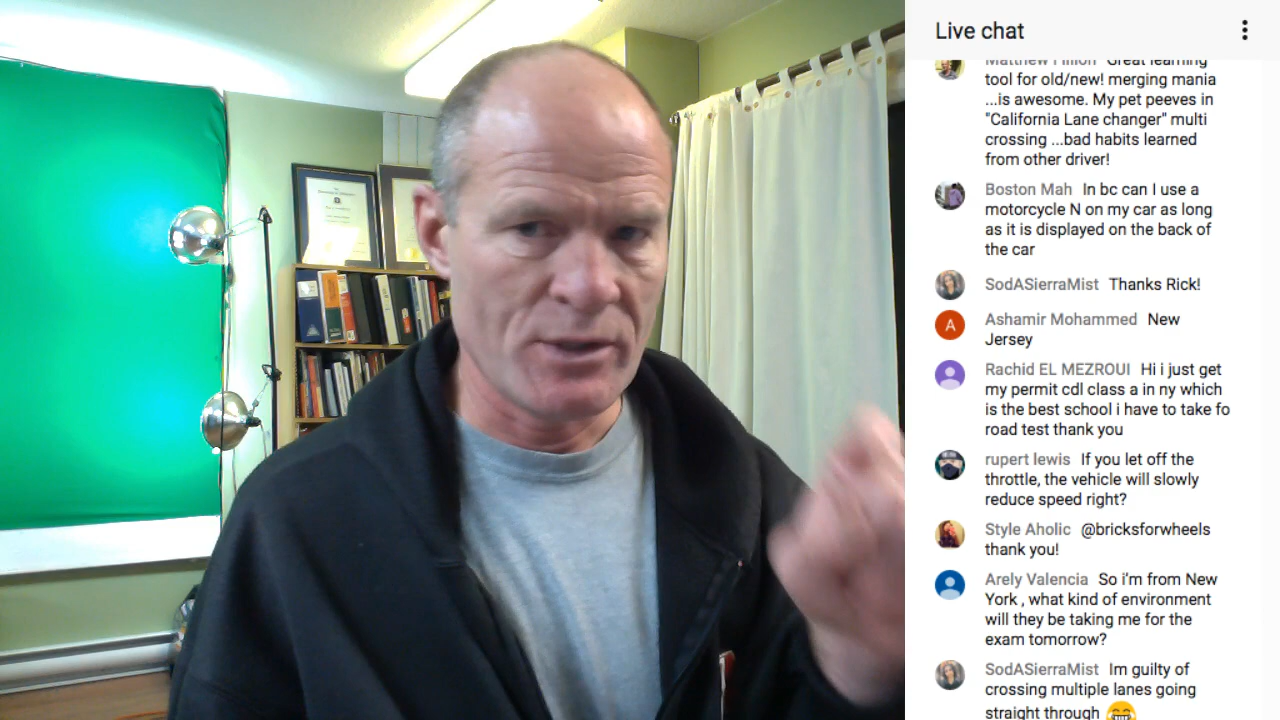 Live chat
Matthew Great learning
tool for old/new! merging mania
...is awesome. My pet peeves in
"California Lane changer" multi
crossing ...bad habits learned
from other driver!
Boston Mah In bc can I use a
motorcycle N on my car as long
as it is displayed on the back of
the car
SodASierraMist Thanks Rick!
A
Ashamir Mohammed New
Jersey
Rachid EL MEZROUI Hi i just get
my permit cdl class a in ny which
is the best school i have to take fo
road test thank you
rupert lewis If you let off the
throttle, the vehicle will slowly
reduce speed right?
Style Aholic @bricksforwheels
thank you!
Arely Valencia So i'm from New
York , what kind of environment
will they be taking me for the
exam tomorrow?
SodASierraMist Im guilty of
crossing multiple lanes going
straight through 😂